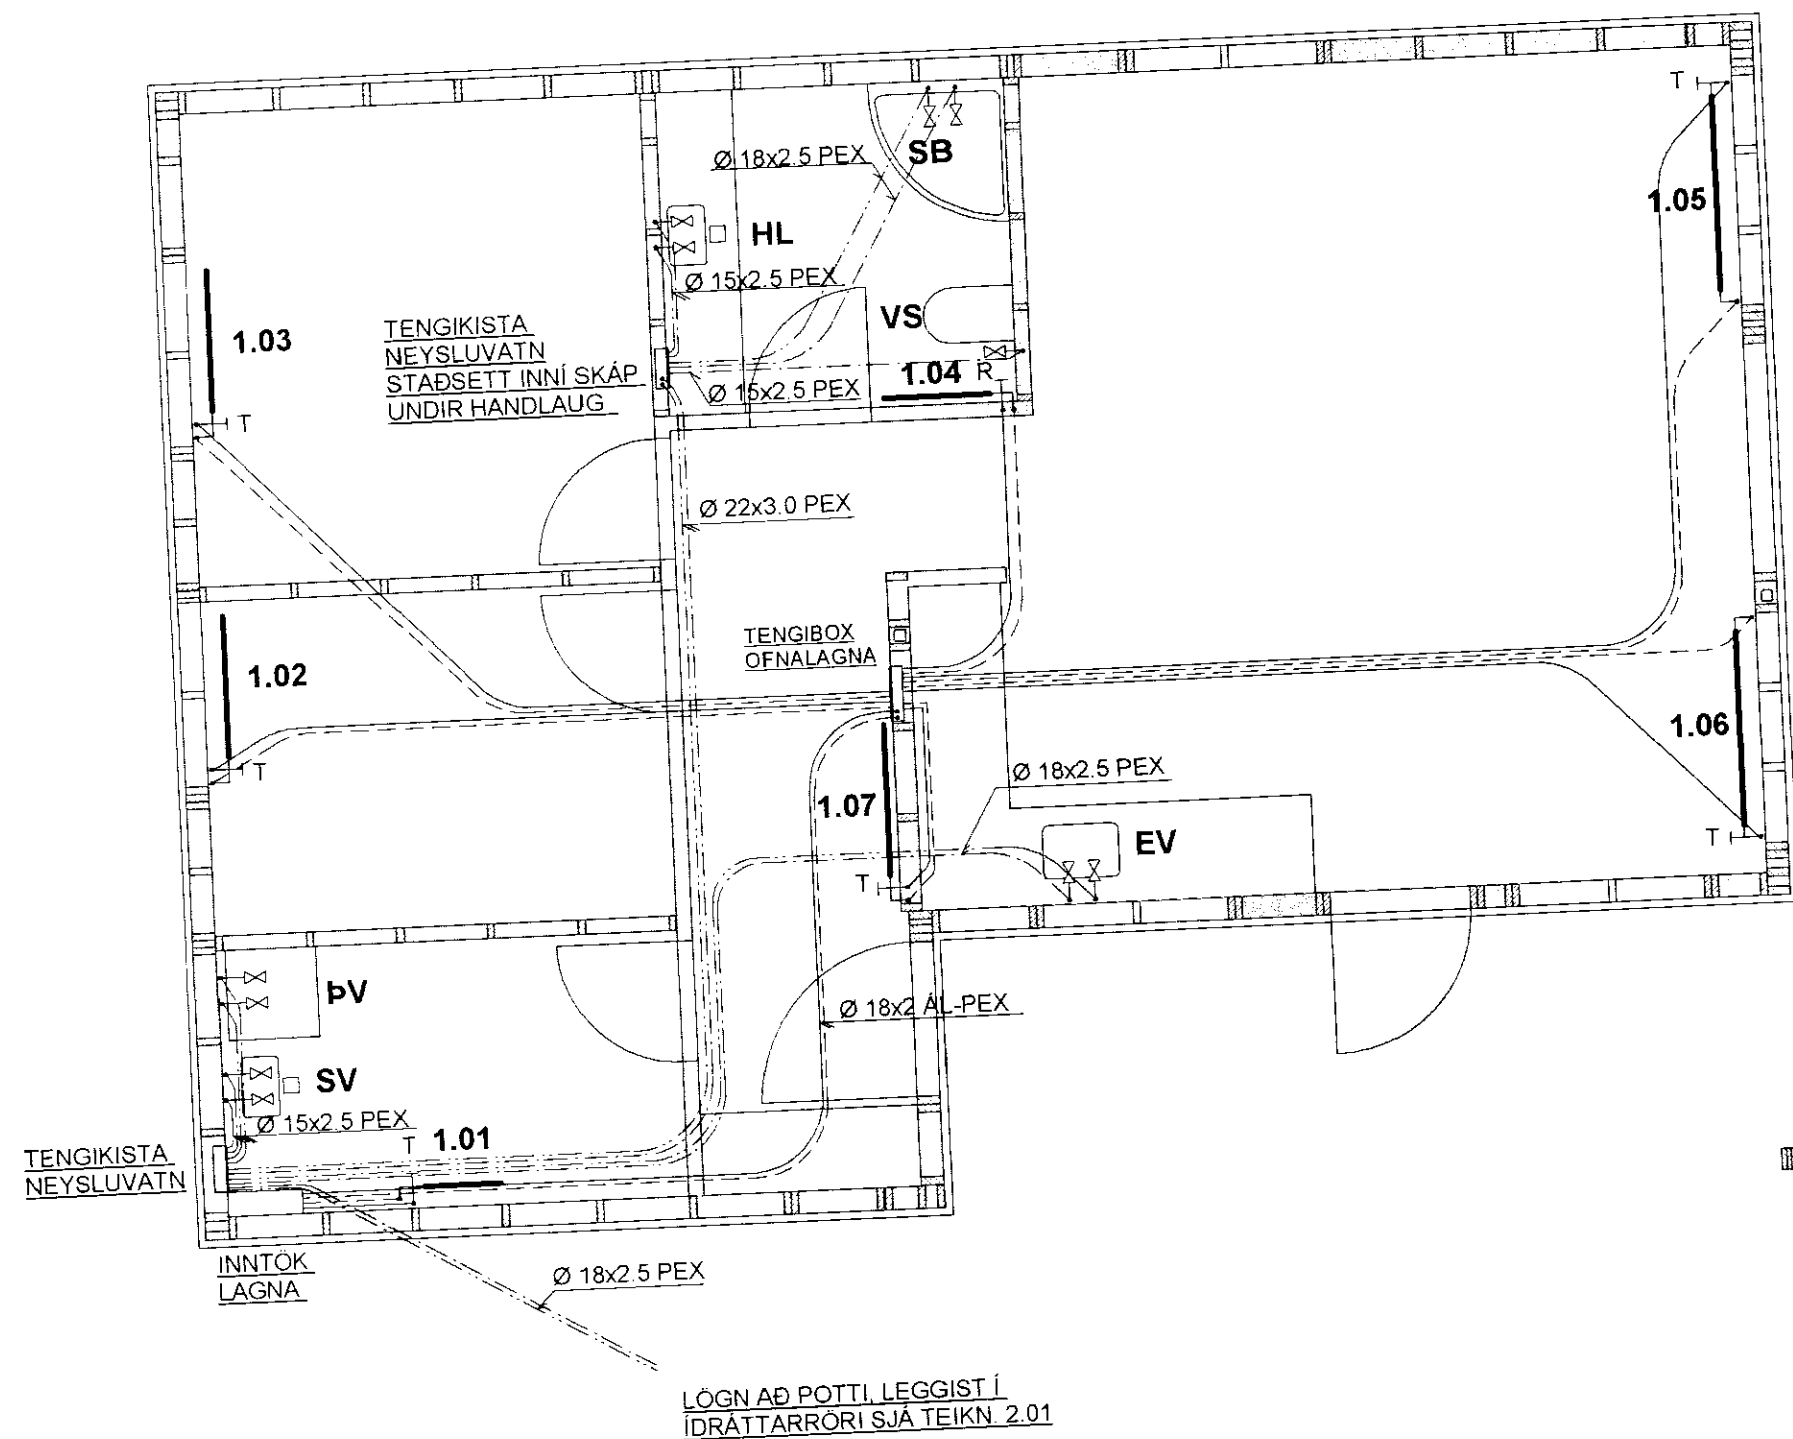 T
SB
Ø 18x2.5 PEX
1.05
HL
Ø 15x2.5 PEX
VS
1.03
TENGIKISTA
NEYSLUVATN
STAÐSETT INNÍ SKÁP
UNDIR HANDLAUG
1.04
R
Ø 15x2.5 PEX
T
Ø 22x3.0 PEX
TENGIBOX
OFNALAGNA
1.02
T
1.06
T
Ø 18x2.5 PEX
1.07
EV
T
ÞV
Ø 18x2 ÁL-PEX
SV
Ø 15x2.5 PEX
T
1.01
TENGIKISTA
NEYSLUVATN
INNTÖK
LAGNA
Ø 18x2.5 PEX
LÖGN AÐ POTTI, LEGGIST Í
ÍDRÁTTARRÖRI SJÁ TEIKN. 2.01